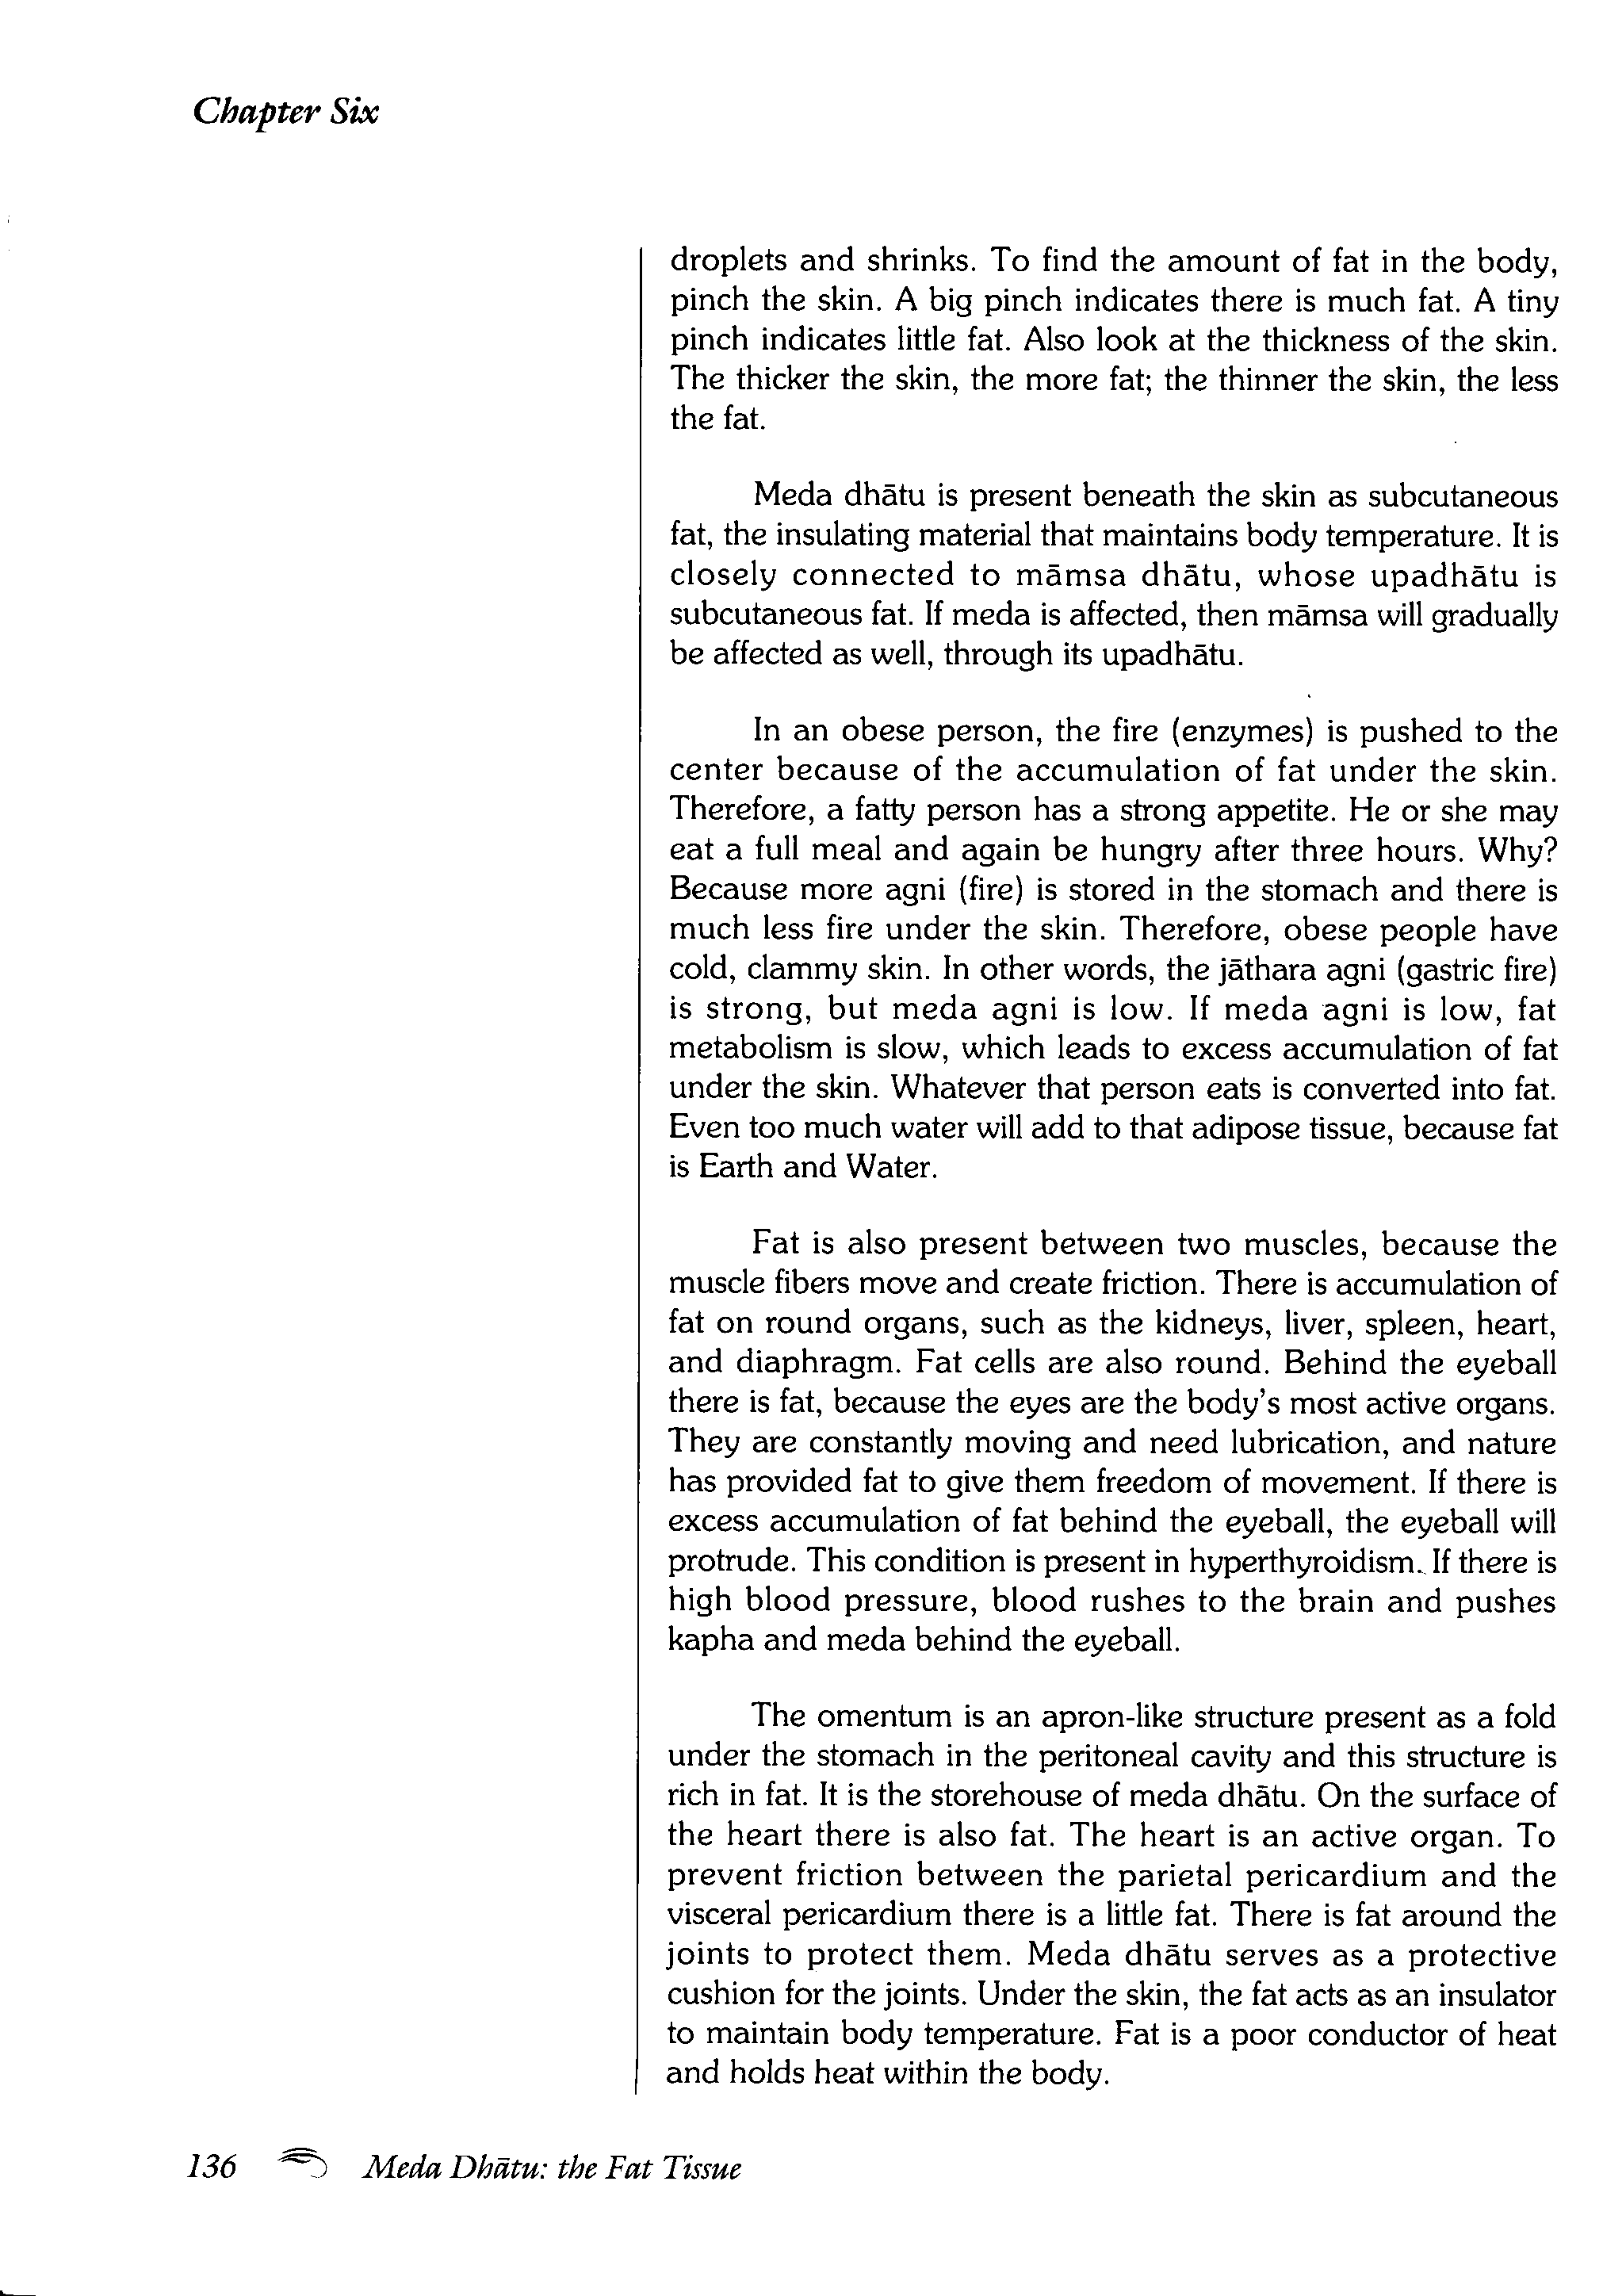 Chapter Six
droplets and shrinks. To find the amount of fat in the body,
pinch the skin. A big pinch indicates there is much fat. A tiny
pinch indicates little fat. Also look at the thickness of the skin.
The thicker the skin, the more fat; the thinner the skin, the less
the fat.
Meda dhātu is present beneath the skin as subcutaneous
fat, the insulating material that maintains body temperature. It is
closely connected to māmsa dhātu, whose upadhātu is
subcutaneous fat. If meda is affected, then māmsa will gradually
be affected as well, through its upadhātu.
In an obese person, the fire (enzymes) is pushed to the
center because of the accumulation of fat under the skin.
Therefore, a fatty person has a strong appetite. He or she may
eat a full meal and again be hungry after three hours. Why?
Because more agni (fire) is stored in the stomach and there is
much less fire under the skin. Therefore, obese people have
cold, clammy skin. In other words, the jāthara agni (gastric fire)
is strong, but meda agni is low. If meda agni is low, fat
metabolism is slow, which leads to excess accumulation of fat
under the skin. Whatever that person eats is converted into fat.
Even too much water will add to that adipose tissue, because fat
is Earth and Water.
Fat is also present between two muscles, because the
muscle fibers move and create friction. There is accumulation of
fat on round organs, such as the kidneys, liver, spleen, heart,
and diaphragm. Fat cells are also round. Behind the eyeball
there is fat, because the eyes are the body's most active organs.
They are constantly moving and need lubrication, and nature
has provided fat to give them freedom of movement. If there is
excess accumulation of fat behind the eyeball, the eyeball will
protrude. This condition is present in hyperthyroidism. If there is
high blood pressure, blood rushes to the brain and pushes
kapha and meda behind the eyeball.
The omentum is an apron-like structure present as a fold
under the stomach in the peritoneal cavity and this structure is
rich in fat. It is the storehouse of meda dhātu. On the surface of
the heart there is also fat. The heart is an active organ. To
prevent friction between the parietal pericardium and the
visceral pericardium there is a little fat. There is fat around the
joints to protect them. Meda dhātu serves as a protective
cushion for the joints. Under the skin, the fat acts as an insulator
to maintain body temperature. Fat is a poor conductor of heat
and holds heat within the body.
136 Meda Dhātu: the Fat Tissue